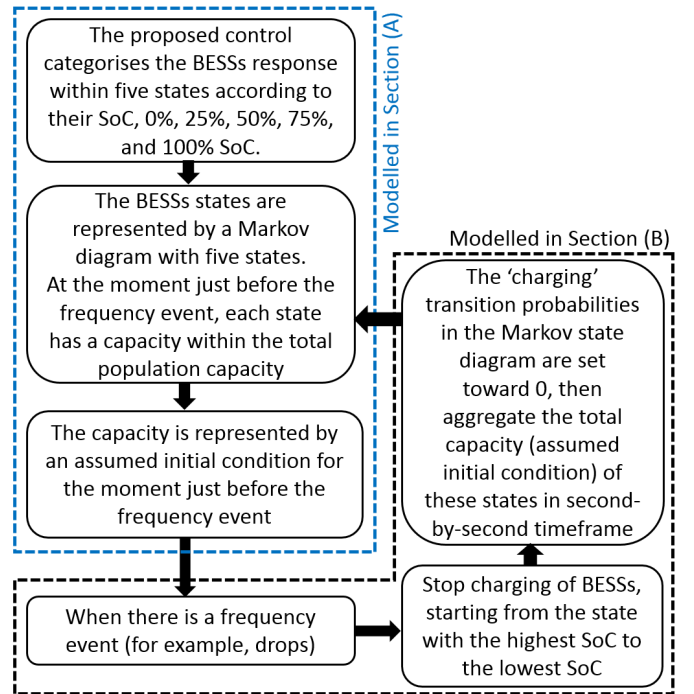 The proposed control
categorises the BESSs response
within five states according to
their SoC, 0%, 25%, 50%, 75%,
and 100% SoC.
The BESSs states are
represented by a Markov
diagram with five states.
At the moment just before the
frequency event, each state
has a capacity within the total
population capacity
The capacity is represented by
an assumed initial condition for
the moment just before the
frequency event
Modelled in Section (A)
When there is a frequency
event (for example, drops)
Stop charging of BESSs,
starting from the state
with the highest SoC to
the lowest SoC
Modelled in Section (B)
The ‘charging’
transition probabilities
in the Markov state
diagram are set
toward 0, then
aggregate the total
capacity (assumed
initial condition) of
these states in second-
by-second timeframe